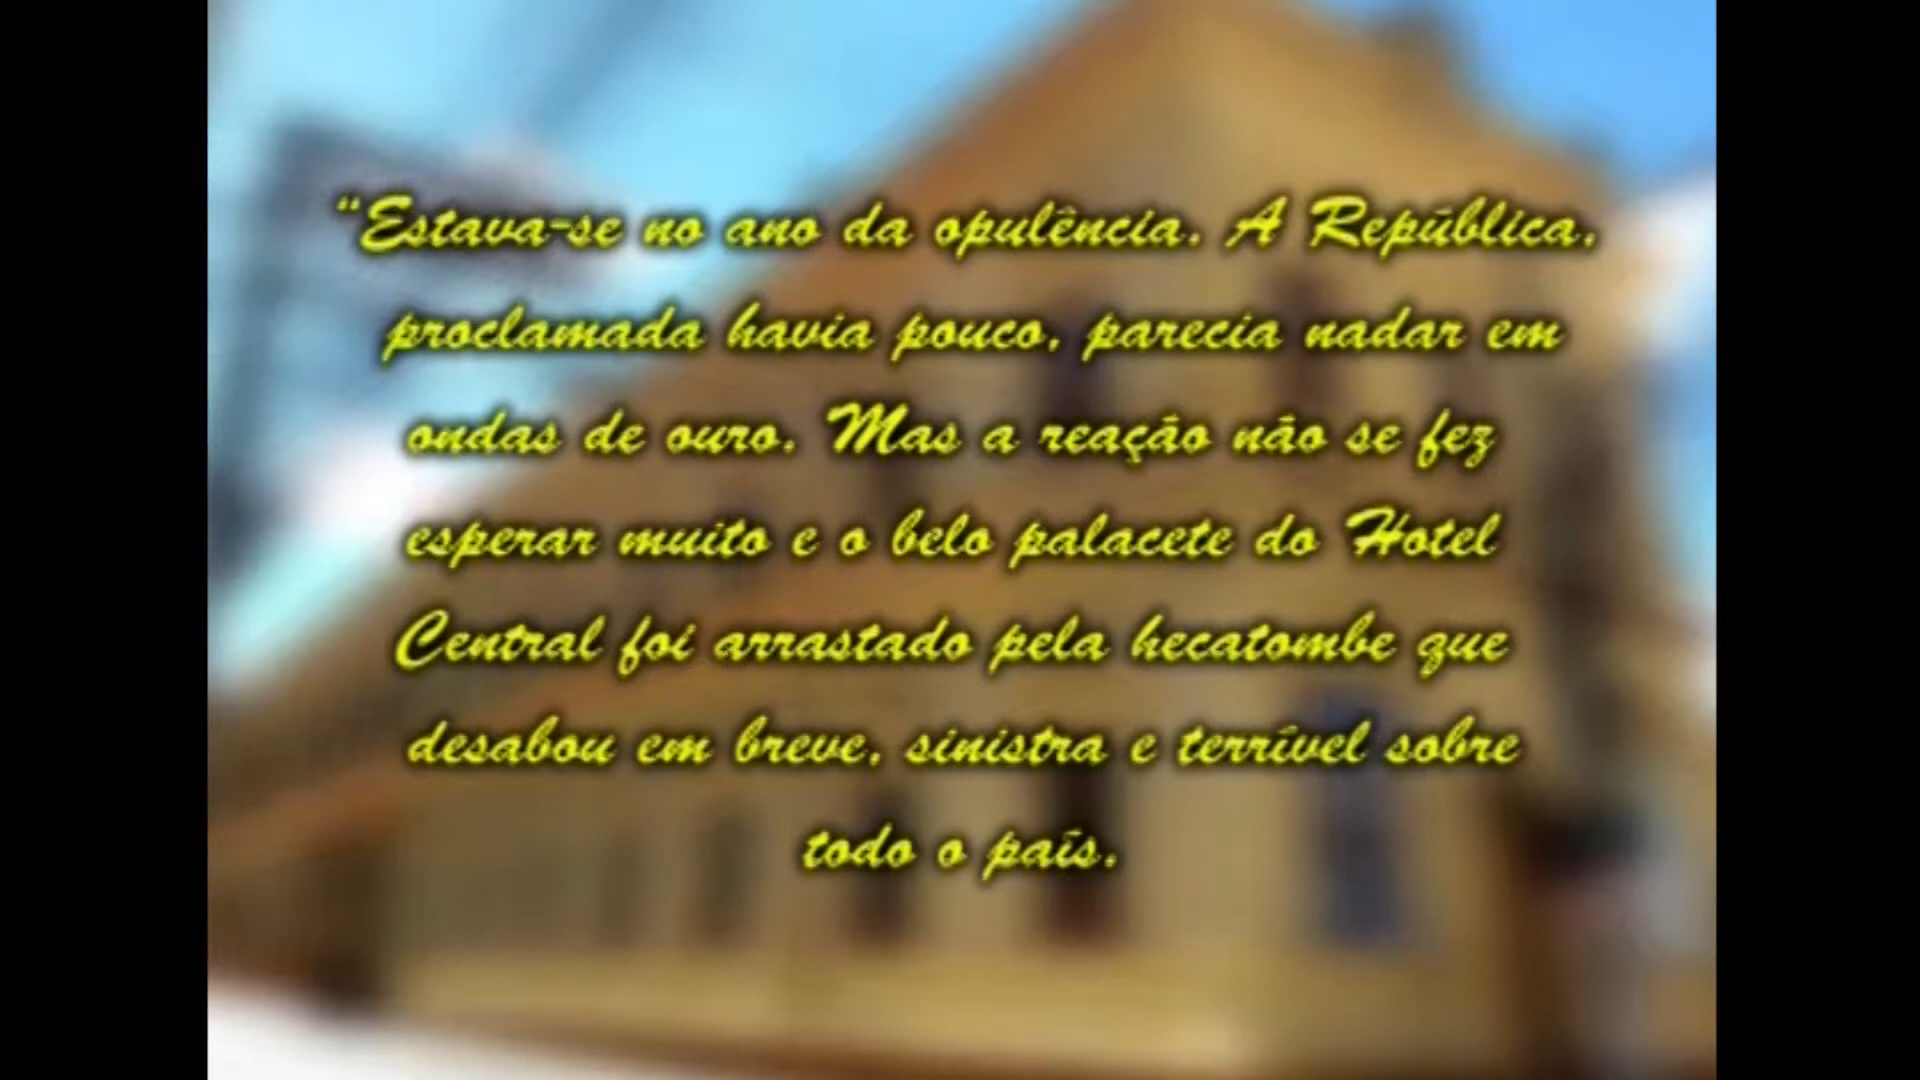 “Estava-se no ano da opulência. A República,
proclamada havia pouco, parecia nadar em
ondas de ouro. Mas a reação não se fez
esperar muito e o belo palacete do Hotel
Central foi arrastado pela hecatombe que
desabou em breve, sinistra e terrível sobre
todo o país.